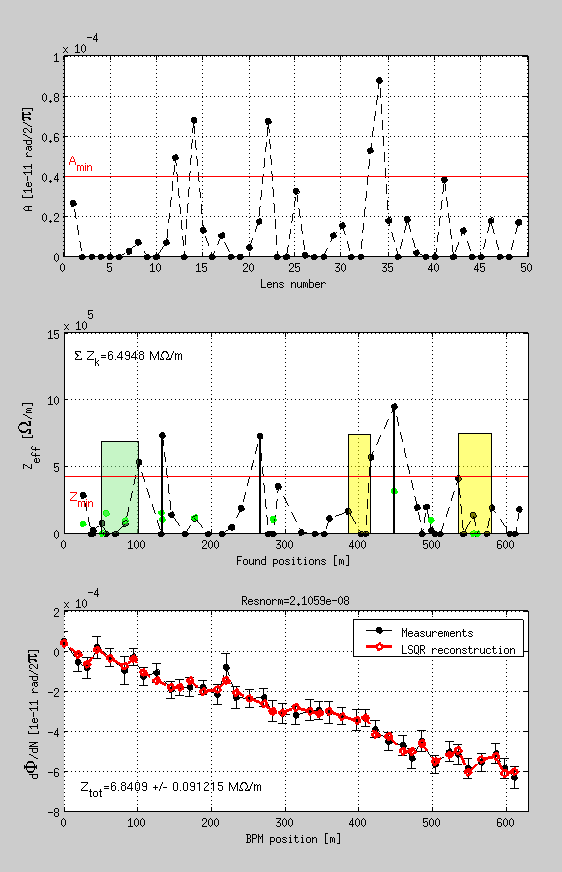 x 10^-4
1
0.8
0.6
0.4
0.2
0
A_min
A [1e-11 rad/2/π]
0 5 10 15 20 25 30 35 40 45 50
Lens number
x 10^5
15
10
5
0
Σ Z_k=6.4948 MΩ/m
Z_min
Z_eff [Ω/m]
0 100 200 300 400 500 600
Found positions [m]
Resnorm=2.1059e-08
x 10^-4
2
0
−2
−4
−6
−8
Measurements
LSQR reconstruction
dΦ/dN [1e-11 rad/2π]
Z_tot=6.8409 +/- 0.091215 MΩ/m
0 100 200 300 400 500 600
BPM position [m]